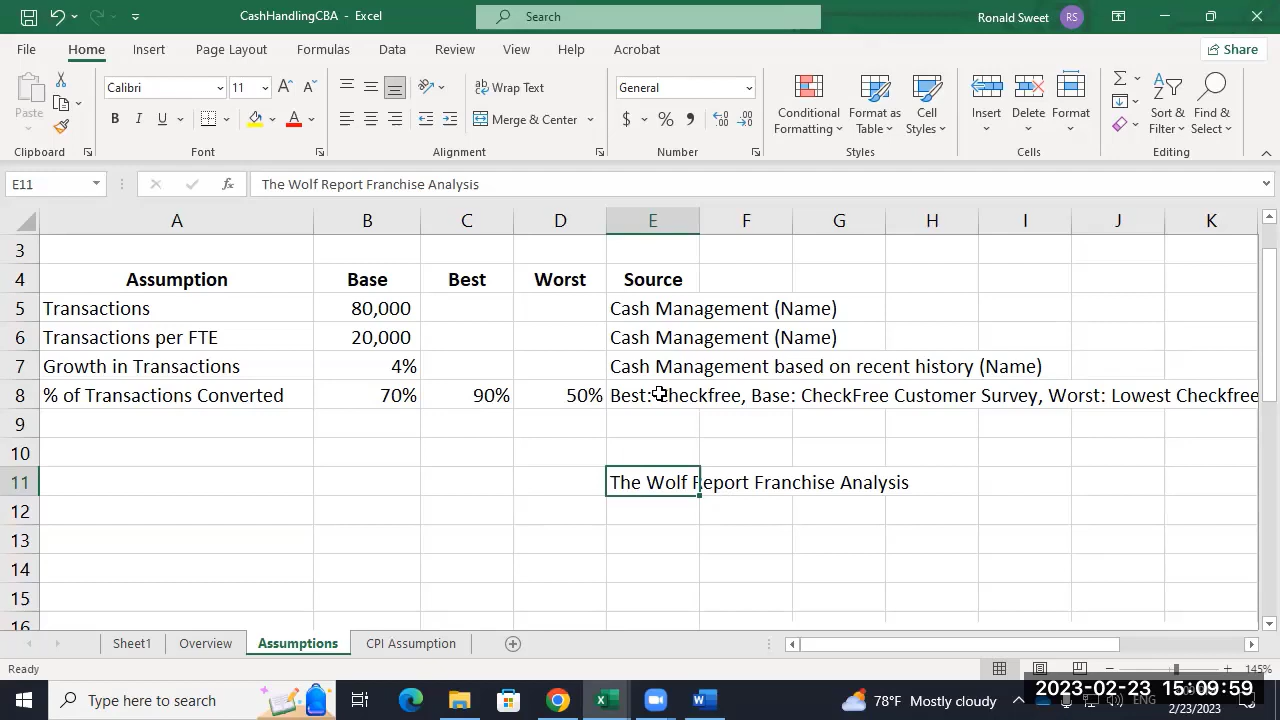 CashHandlingCBA - Excel
Search
Ronald Sweet RS
File Home Insert Page Layout Formulas Data Review View Help Acrobat Share
Paste
Calibri 11 A A
B I U A
ab Wrap Text
Merge & Center
General
$ % 9
Conditional Formatting
Format as Table
Cell Styles
Insert Delete Format
Sort & Filter
Find & Select
Clipboard Font Alignment Number Styles Cells Editing
E11 fx The Wolf Report Franchise Analysis
A B C D E F G H I J K
3
4 Assumption Base Best Worst Source
5 Transactions 80,000 Cash Management (Name)
6 Transactions per FTE 20,000 Cash Management (Name)
7 Growth in Transactions 4% Cash Management based on recent history (Name)
8 % of Transactions Converted 70% 90% 50% Best: Checkfree, Base: CheckFree Customer Survey, Worst: Lowest Checkfree
9
10
11 The Wolf Report Franchise Analysis
12
13
14
15
16
Sheet1 Overview Assumptions CPI Assumption
Ready 145%
Type here to search
78°F Mostly cloudy
ENG
2023-02-23 15:09:59
2/23/2023